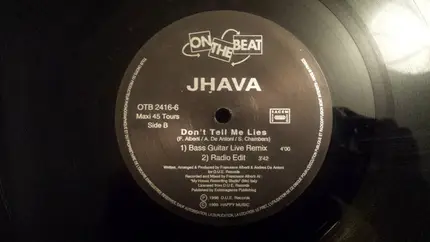 ON THE BEAT
JHAVA
OTB 2416-6
Maxi 45 Tours
Side B
SACEM
Don't Tell Me Lies
(F. Alberti / A. De Antoni / S. Chambers)
1) Bass Guitar Live Remix 4'00
2) Radio Edit 3'42
Written, Arranged & Produced by Francesco Alberti & Andrea De Antoni
for D.U.E. Records
Recorded and Mixed by Francesco Alberti At
"My House Recording Studio" (Mn) Italy
Licensed from D.U.E. Records
Published by Extravagance Publishing
Ⓟ 1996 D.U.E. Records
© 1996 HAPPY MUSIC